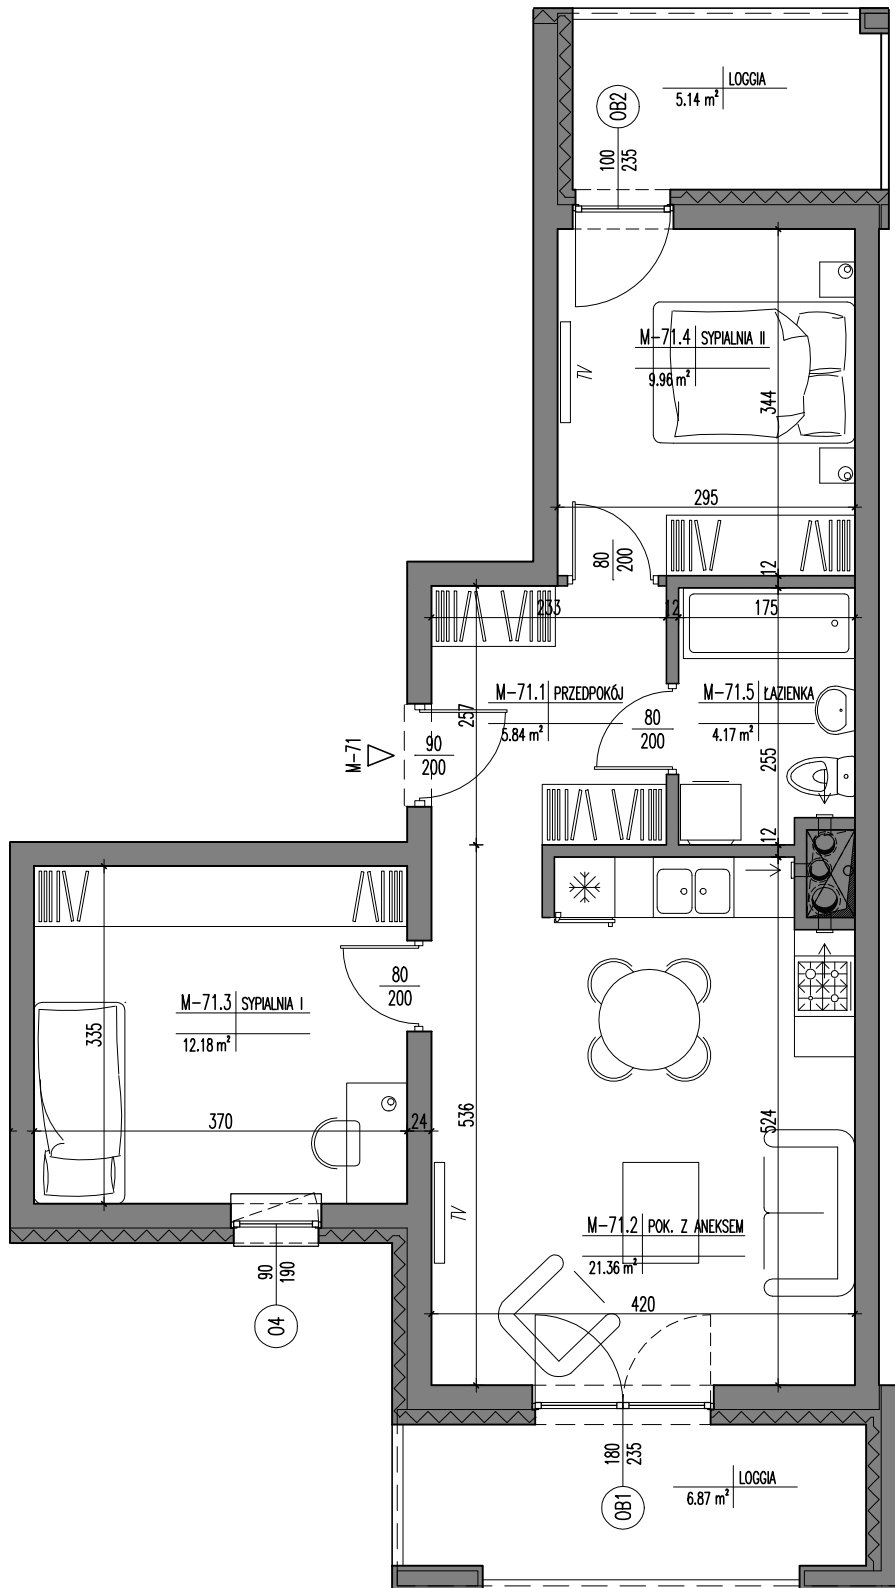 LOGGIA
5.14 m²
OB2
100
235
M-71.4 SYPIALNIA II
9.96 m²
TV
344
295
80
200
12
233
12
175
M-71.1 PRZEDPOKÓJ
5.84 m²
M-71.5 ŁAZIENKA
4.17 m²
257
80
200
M-71
90
200
255
12
80
200
M-71.3 SYPIALNIA I
12.18 m²
335
370
24
536
524
TV
M-71.2 POK. Z ANEKSEM
21.36 m²
90
190
O4
420
180
235
LOGGIA
6.87 m²
OB1